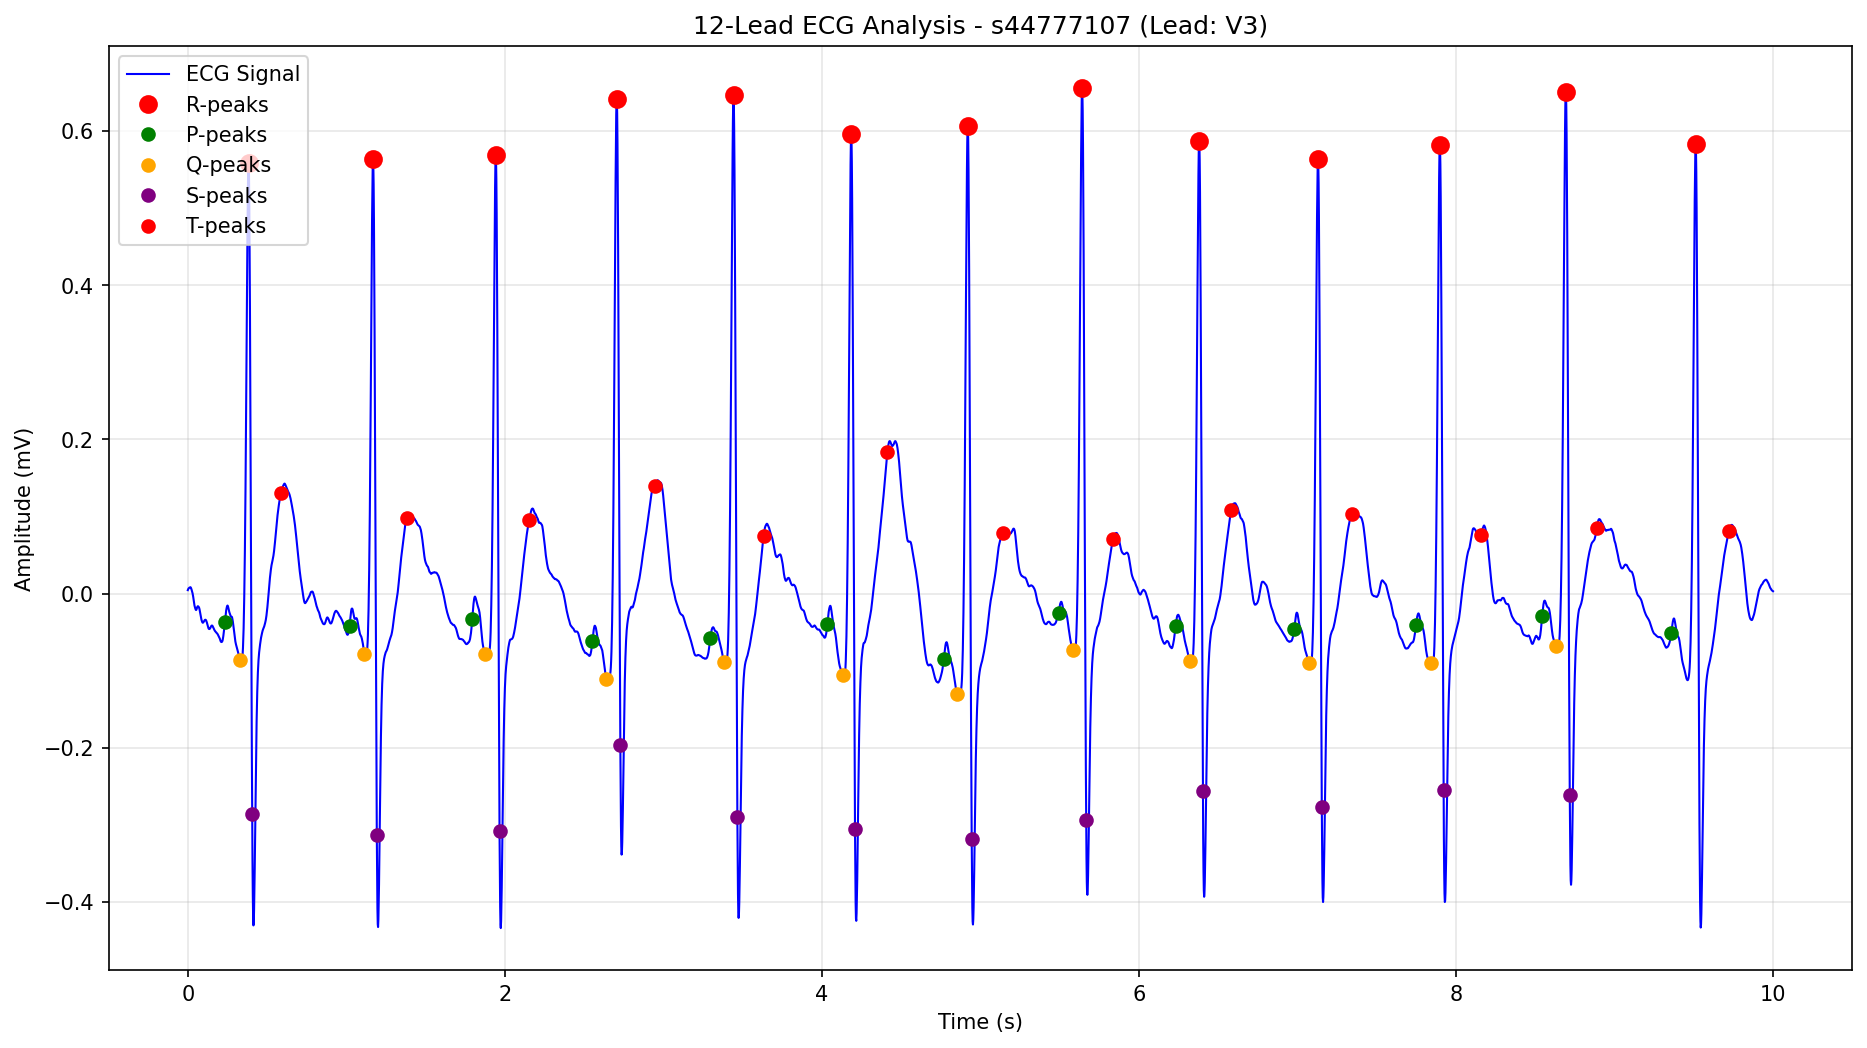 12-Lead ECG Analysis - s44777107 (Lead: V3)
ECG Signal
R-peaks
P-peaks
Q-peaks
S-peaks
T-peaks
0.6
0.4
0.2
0.0
−0.2
−0.4
Amplitude (mV)
0 2 4 6 8 10
Time (s)